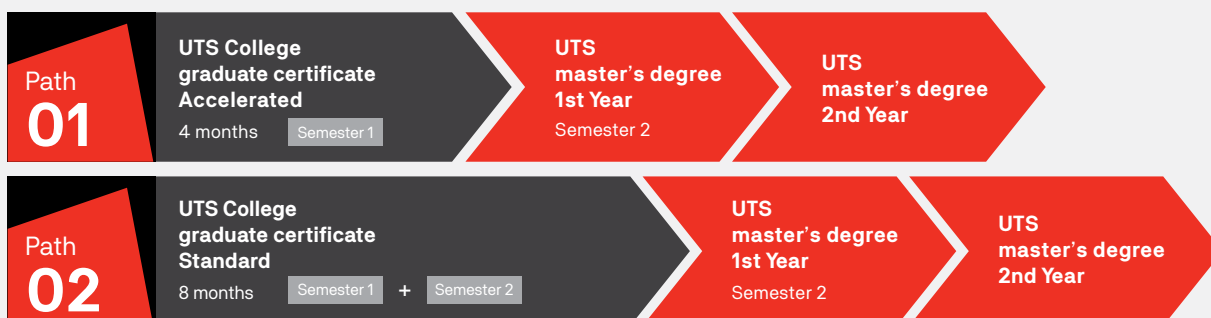 Path
01
UTS College
graduate certificate
Accelerated
4 months Semester 1
UTS
master's degree
1st Year
Semester 2
UTS
master's degree
2nd Year
Path
02
UTS College
graduate certificate
Standard
8 months Semester 1 + Semester 2
UTS
master's degree
1st Year
Semester 2
UTS
master's degree
2nd Year